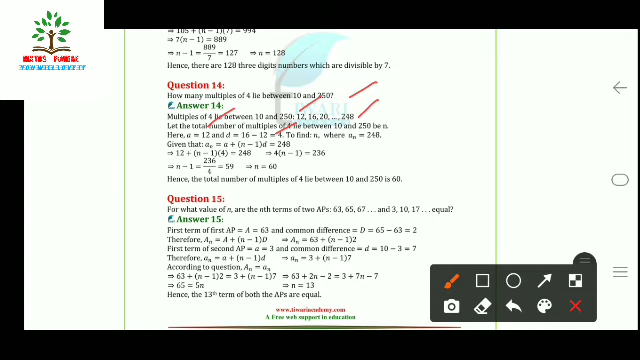 ⇒ 105 + (n − 1)(7) = 994
⇒ 7(n − 1) = 889
⇒ n − 1 = 889/7 = 127 ⇒ n = 128
Hence, there are 128 three digits numbers which are divisible by 7.
Question 14
How many multiples of 4 lie between 10 and 250?
Answer 14
Multiples of 4 lie between 10 and 250: 12, 16, 20, ..., 248
Let the total number of multiples of 4 lie between 10 and 250 be n.
Here, a = 12 and d = 16 − 12 = 4. To find: n, where aₙ = 248.
Given that: aₙ = a + (n − 1)d = 248
⇒ 12 + (n − 1)(4) = 248 ⇒ 4(n − 1) = 236
⇒ n − 1 = 236/4 = 59 ⇒ n = 60
Hence, the total number of multiples of 4 lie between 10 and 250 is 60.
Question 15
For what value of n, are the nth terms of two APs: 63, 65, 67... and 3, 10, 17... equal?
Answer 15
First term of first AP = A = 63 and common difference = D = 65 − 63 = 2
Therefore, Aₙ = A + (n − 1)D ⇒ Aₙ = 63 + (n − 1)2
First term of second AP = a = 3 and common difference = d = 10 − 3 = 7
Therefore, aₙ = a + (n − 1)d ⇒ aₙ = 3 + (n − 1)7
According to question, Aₙ = aₙ
⇒ 63 + (n − 1)2 = 3 + (n − 1)7 ⇒ 63 + 2n − 2 = 3 + 7n − 7
⇒ 65 = 5n ⇒ n = 13
Hence, the 13th term of both the APs are equal.
www.tiwariacademy.com
A Free web support in education